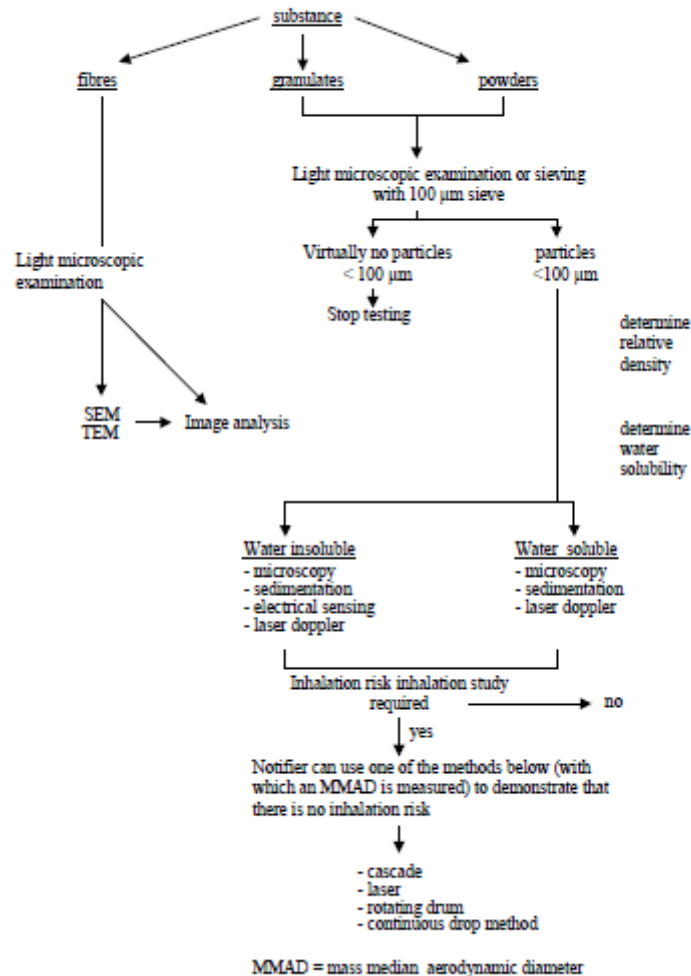 substance
fibres
granulates
powders
Light microscopic examination or sieving
with 100 µm sieve
Light microscopic
examination
Virtually no particles
< 100 µm
particles
<100 µm
Stop testing
determine
relative
density
SEM
TEM
Image analysis
determine
water
solubility
Water insoluble
- microscopy
- sedimentation
- electrical sensing
- laser doppler
Water soluble
- microscopy
- sedimentation
- laser doppler
Inhalation risk inhalation study
required
no
yes
Notifier can use one of the methods below (with
which an MMAD is measured) to demonstrate that
there is no inhalation risk
- cascade
- laser
- rotating drum
- continuous drop method
MMAD = mass median aerodynamic diameter